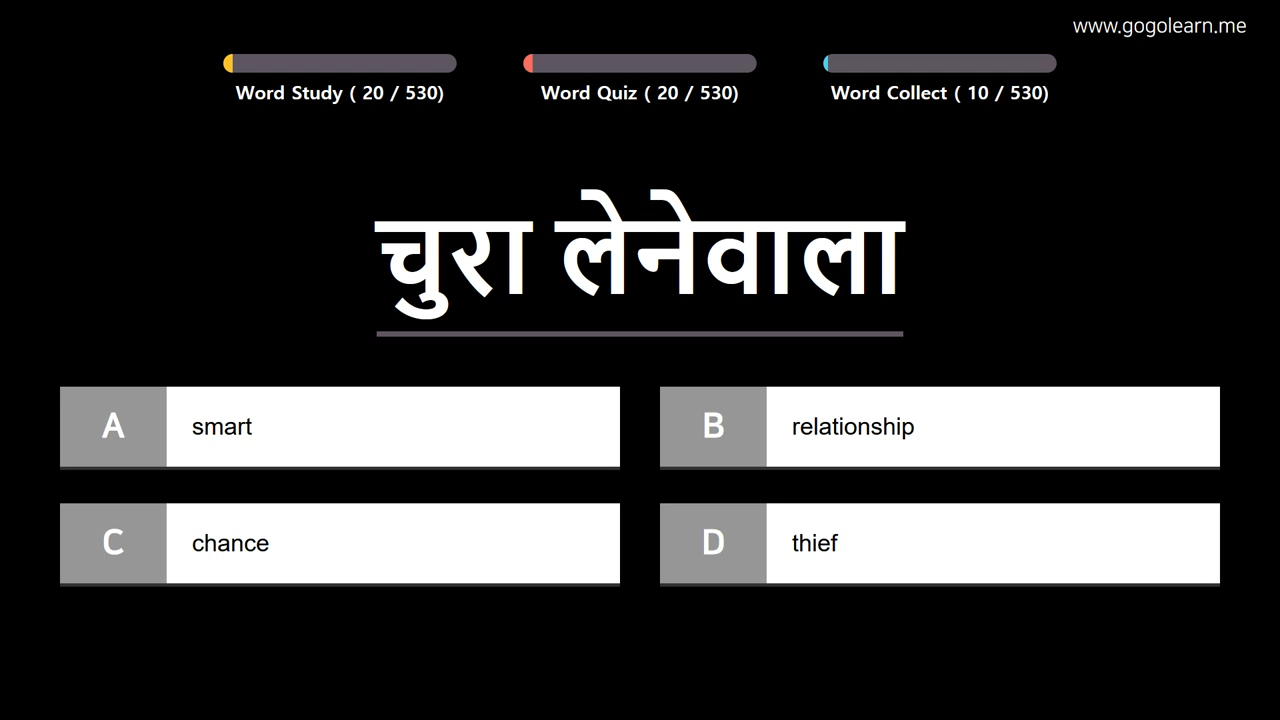 www.gogolearn.me
Word Study ( 20 / 530)
Word Quiz ( 20 / 530)
Word Collect ( 10 / 530)
चुरा लेनेवाला
A smart
B relationship
C chance
D thief